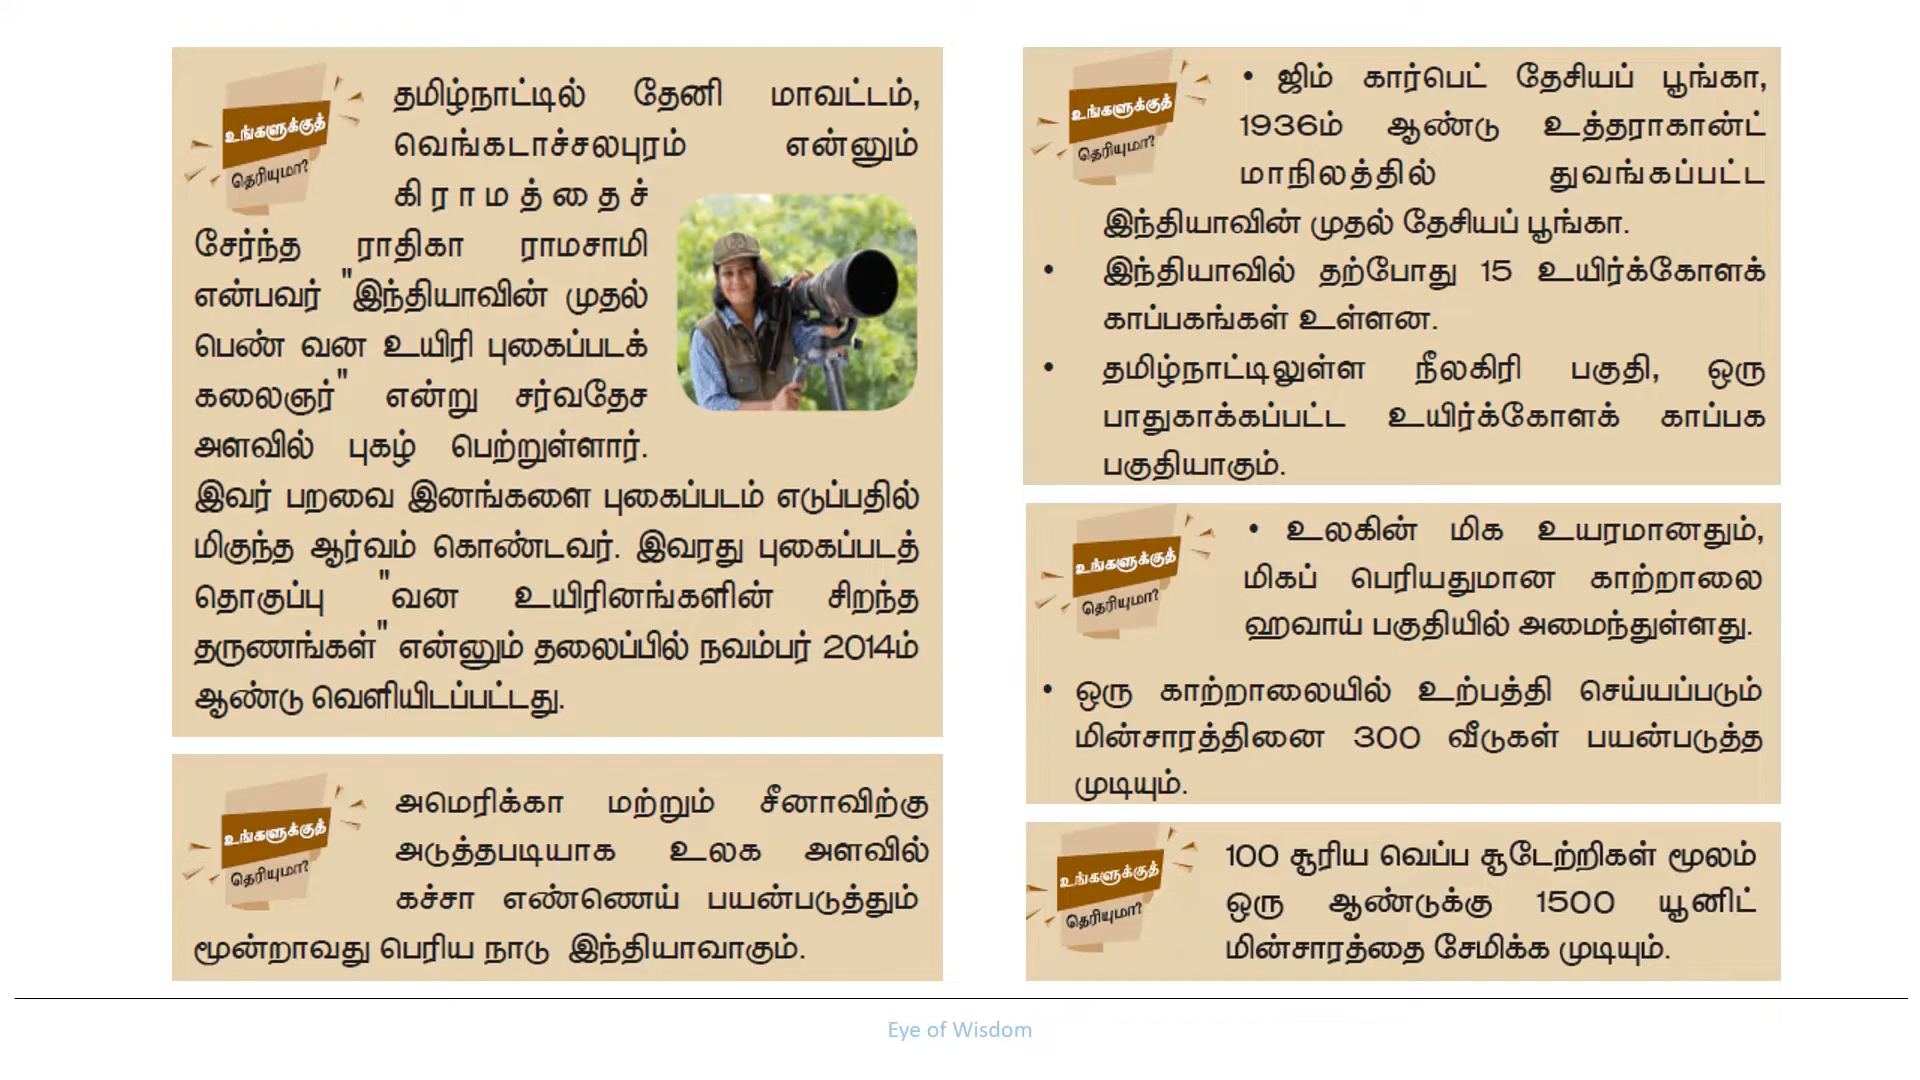 உங்களுக்குத்
தெரியுமா?
தமிழ்நாட்டில் தேனி மாவட்டம்,
வெங்கடாச்சலபுரம் என்னும்
கிராமத்தைச்
சேர்ந்த ராதிகா ராமசாமி
என்பவர் "இந்தியாவின் முதல்
பெண் வன உயிரி புகைப்படக்
கலைஞர்" என்று சர்வதேச
அளவில் புகழ் பெற்றுள்ளார்.
இவர் பறவை இனங்களை புகைப்படம் எடுப்பதில்
மிகுந்த ஆர்வம் கொண்டவர். இவரது புகைப்படத்
தொகுப்பு "வன உயிரினங்களின் சிறந்த
தருணங்கள்" என்னும் தலைப்பில் நவம்பர் 2014ம்
ஆண்டு வெளியிடப்பட்டது.
உங்களுக்குத்
தெரியுமா?
அமெரிக்கா மற்றும் சீனாவிற்கு
அடுத்தபடியாக உலக அளவில்
கச்சா எண்ணெய் பயன்படுத்தும்
மூன்றாவது பெரிய நாடு இந்தியாவாகும்.
உங்களுக்குத்
தெரியுமா?
• ஜிம் கார்பெட் தேசியப் பூங்கா,
1936ம் ஆண்டு உத்தராகான்ட்
மாநிலத்தில் துவங்கப்பட்ட
இந்தியாவின் முதல் தேசியப் பூங்கா.
• இந்தியாவில் தற்போது 15 உயிர்க்கோளக்
காப்பகங்கள் உள்ளன.
• தமிழ்நாட்டிலுள்ள நீலகிரி பகுதி, ஒரு
பாதுகாக்கப்பட்ட உயிர்க்கோளக் காப்பக
பகுதியாகும்.
உங்களுக்குத்
தெரியுமா?
• உலகின் மிக உயரமானதும்,
மிகப் பெரியதுமான காற்றாலை
ஹவாய் பகுதியில் அமைந்துள்ளது.
• ஒரு காற்றாலையில் உற்பத்தி செய்யப்படும்
மின்சாரத்தினை 300 வீடுகள் பயன்படுத்த
முடியும்.
உங்களுக்குத்
தெரியுமா?
100 சூரிய வெப்ப சூடேற்றிகள் மூலம்
ஒரு ஆண்டுக்கு 1500 யூனிட்
மின்சாரத்தை சேமிக்க முடியும்.
Eye of Wisdom